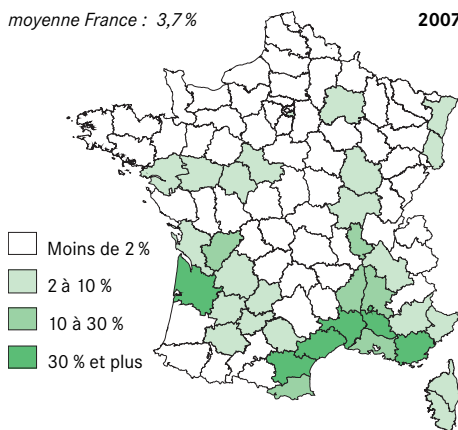 moyenne France : 3,7 %
2007
Moins de 2 %
2 à 10 %
10 à 30 %
30 % et plus